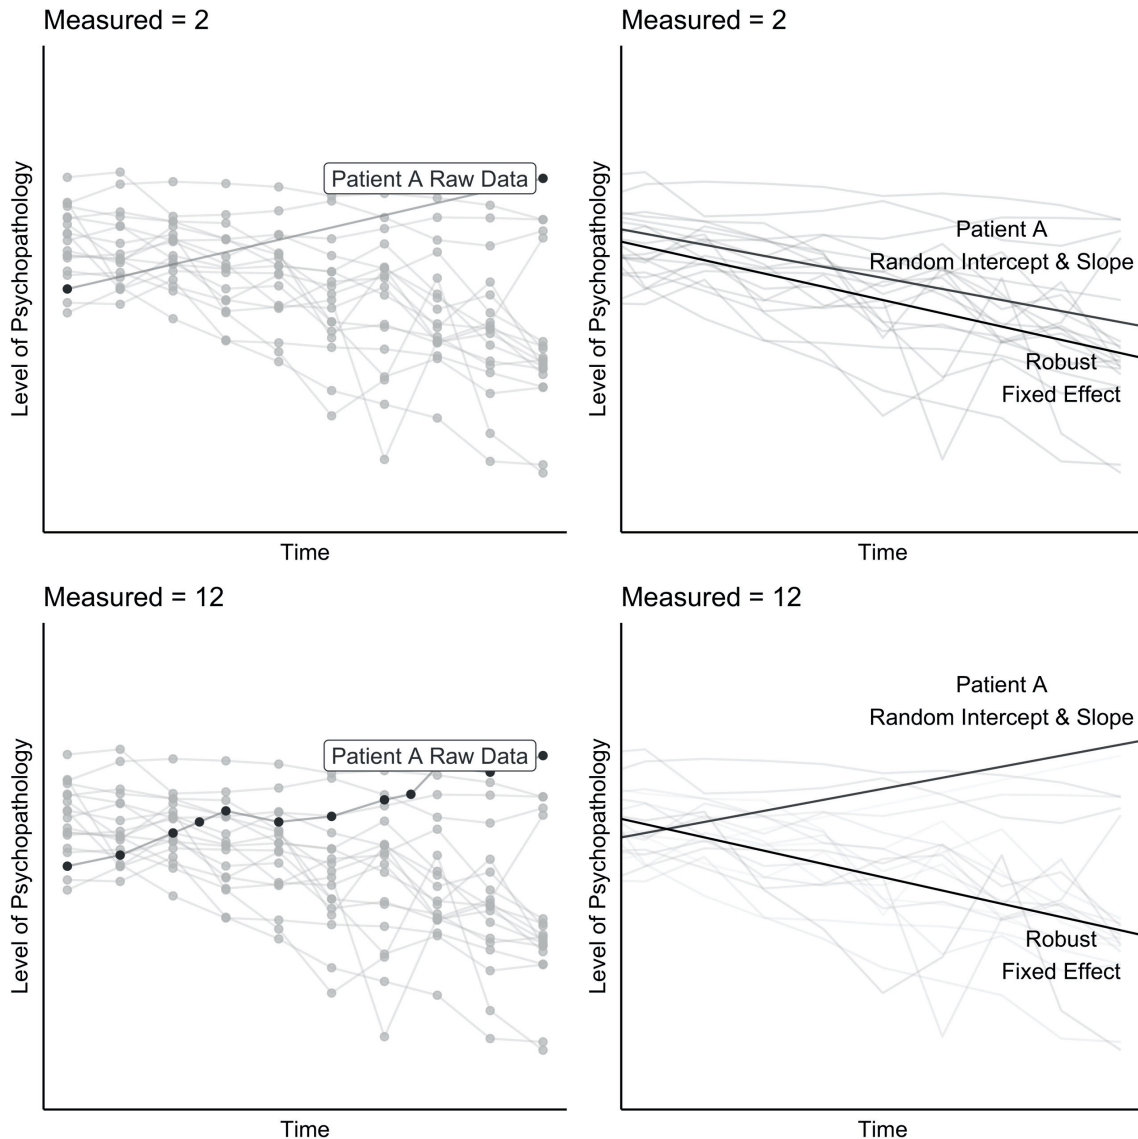 Measured = 2
Measured = 2
Level of Psychopathology
Patient A Raw Data
Time
Level of Psychopathology
Patient A
Random Intercept & Slope
Robust
Fixed Effect
Time
Measured = 12
Measured = 12
Level of Psychopathology
Patient A Raw Data
Time
Level of Psychopathology
Patient A
Random Intercept & Slope
Robust
Fixed Effect
Time